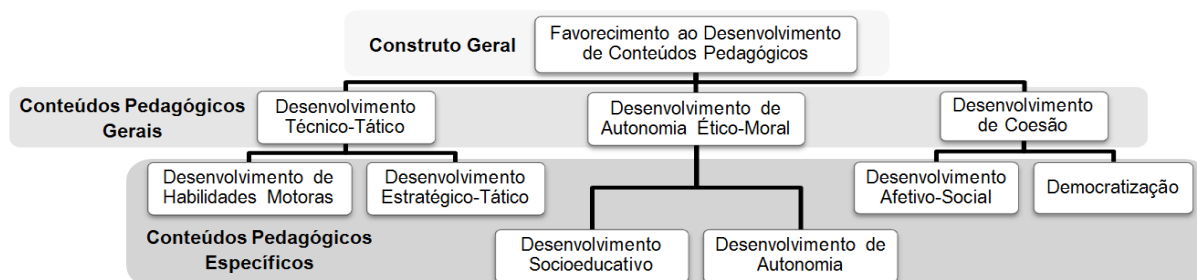 Construto Geral
Favorecimento ao Desenvolvimento
de Conteúdos Pedagógicos
Conteúdos Pedagógicos
Gerais
Desenvolvimento
Técnico-Tático
Desenvolvimento de
Autonomia Ético-Moral
Desenvolvimento
de Coesão
Desenvolvimento de
Habilidades Motoras
Desenvolvimento
Estratégico-Tático
Desenvolvimento
Afetivo-Social
Democratização
Conteúdos Pedagógicos
Específicos
Desenvolvimento
Socioeducativo
Desenvolvimento de
Autonomia